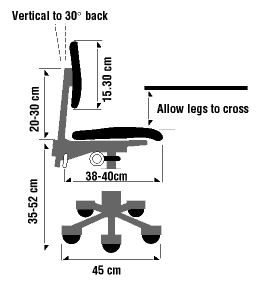 Vertical to 30° back
15.30 cm
20-30 cm
Allow legs to cross
38-40cm
35-52 cm
45 cm